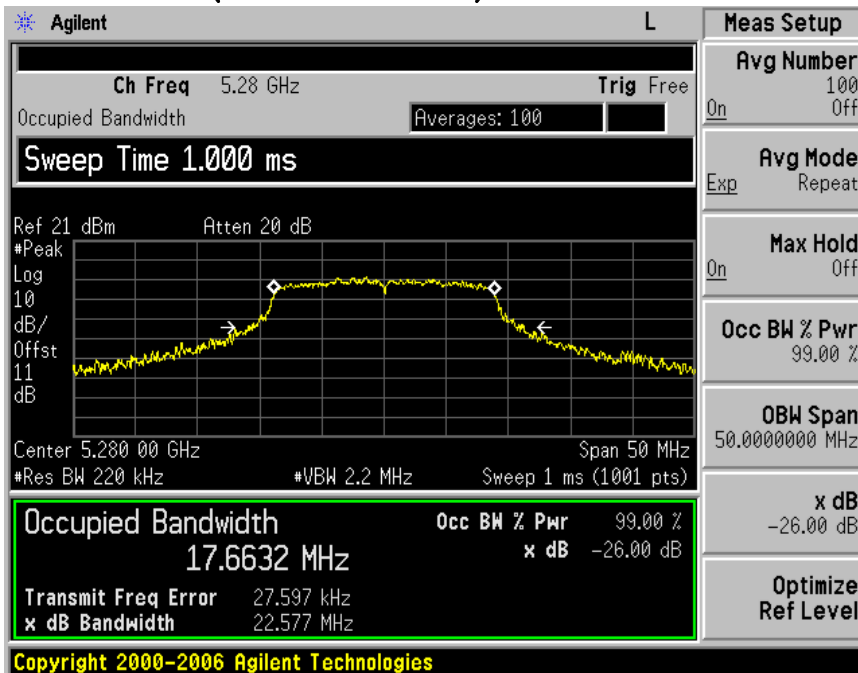 Agilent L Meas Setup
Ch Freq 5.28 GHz Trig Free
Occupied Bandwidth Averages: 100
Sweep Time 1.000 ms
Ref 21 dBm Atten 20 dB
#Peak
Log
10
dB/
Offst
11
dB
Center 5.280 00 GHz Span 50 MHz
#Res BW 220 kHz #VBW 2.2 MHz Sweep 1 ms (1001 pts)
Occupied Bandwidth Occ BW % Pwr 99.00 %
17.6632 MHz x dB -26.00 dB
Transmit Freq Error 27.597 kHz
x dB Bandwidth 22.577 MHz
Copyright 2000-2006 Agilent Technologies
Avg Number
100
On Off
Avg Mode
Exp Repeat
Max Hold
On Off
Occ BW % Pwr
99.00 %
OBW Span
50.0000000 MHz
x dB
-26.00 dB
Optimize
Ref Level